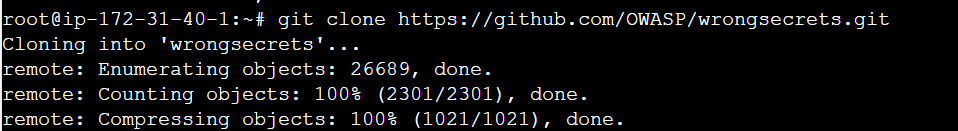 root@ip-172-31-40-1:~# git clone https://github.com/OWASP/wrongsecrets.git
Cloning into 'wrongsecrets'...
remote: Enumerating objects: 26689, done.
remote: Counting objects: 100% (2301/2301), done.
remote: Compressing objects: 100% (1021/1021), done.